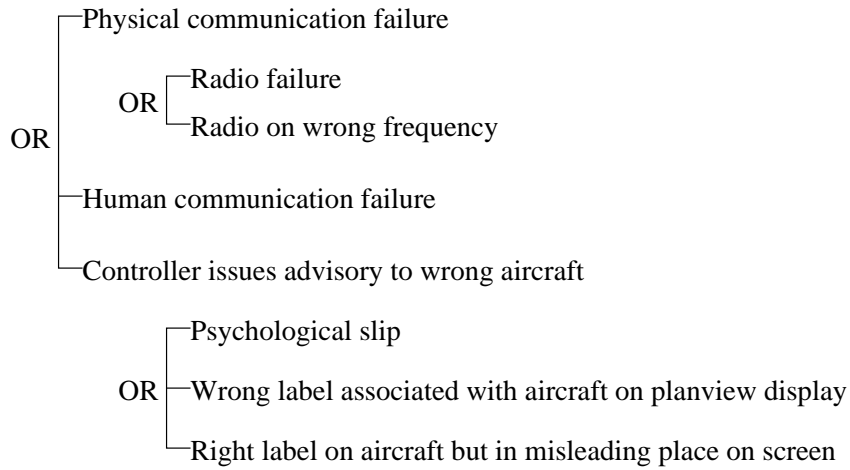 Physical communication failure
Radio failure
OR
Radio on wrong frequency
OR
Human communication failure
Controller issues advisory to wrong aircraft
Psychological slip
OR Wrong label associated with aircraft on planview display
Right label on aircraft but in misleading place on screen